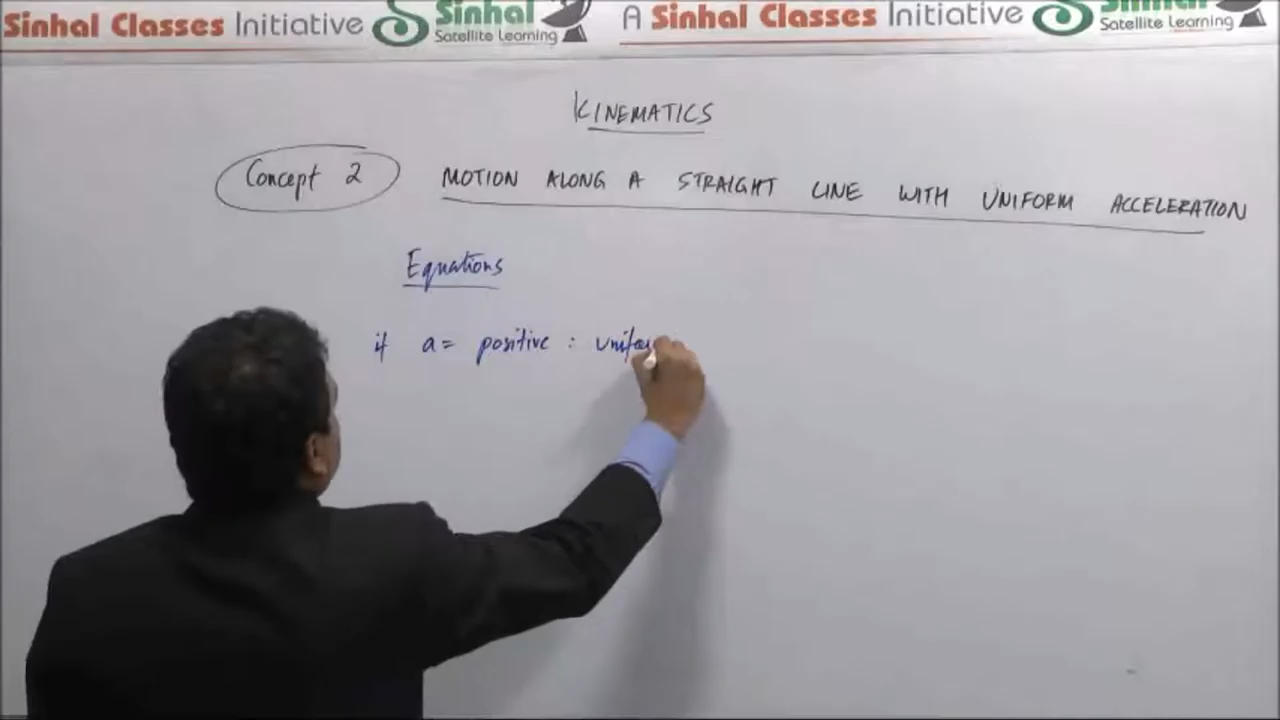 Sinhal Classes Initiative Sinhal A Sinhal Classes Initiative Sinhal
Satellite Learning Satellite Learning
KINEMATICS
Concept 2 MOTION ALONG A STRAIGHT LINE WITH UNIFORM ACCELERATION
Equations
if a= positive :